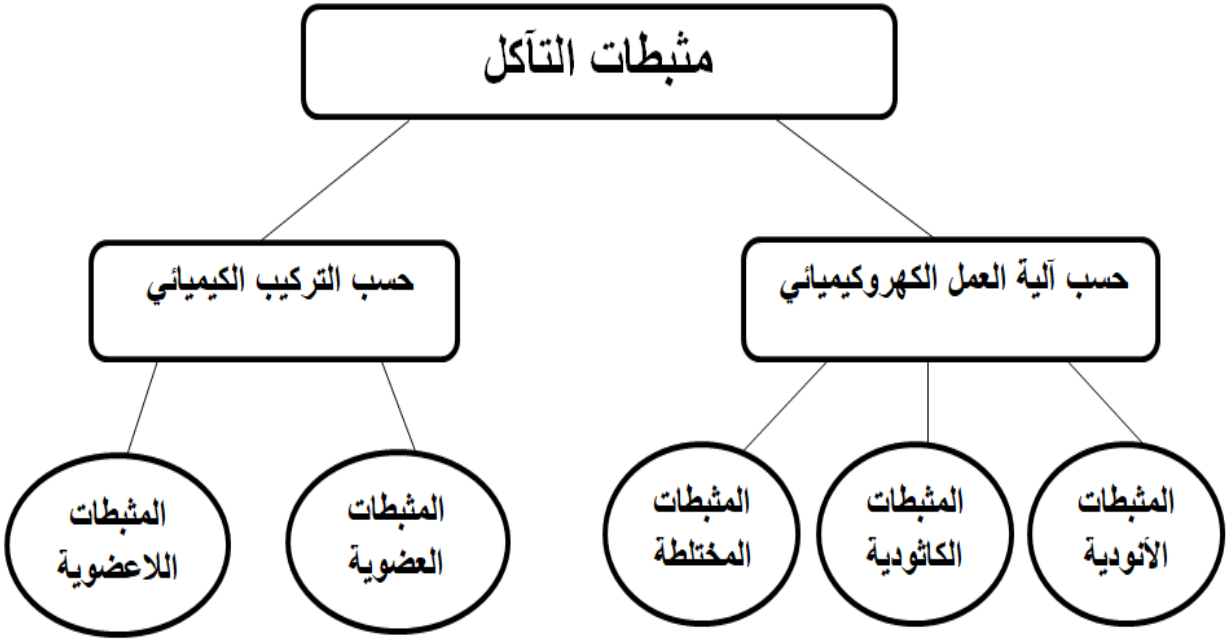 مثبطات التآكل
حسب آلية العمل الكهروكيميائي
حسب التركيب الكيميائي
المثبطات
الأنودية
المثبطات
الكاثودية
المثبطات
المختلطة
المثبطات
العضوية
المثبطات
اللاعضوية